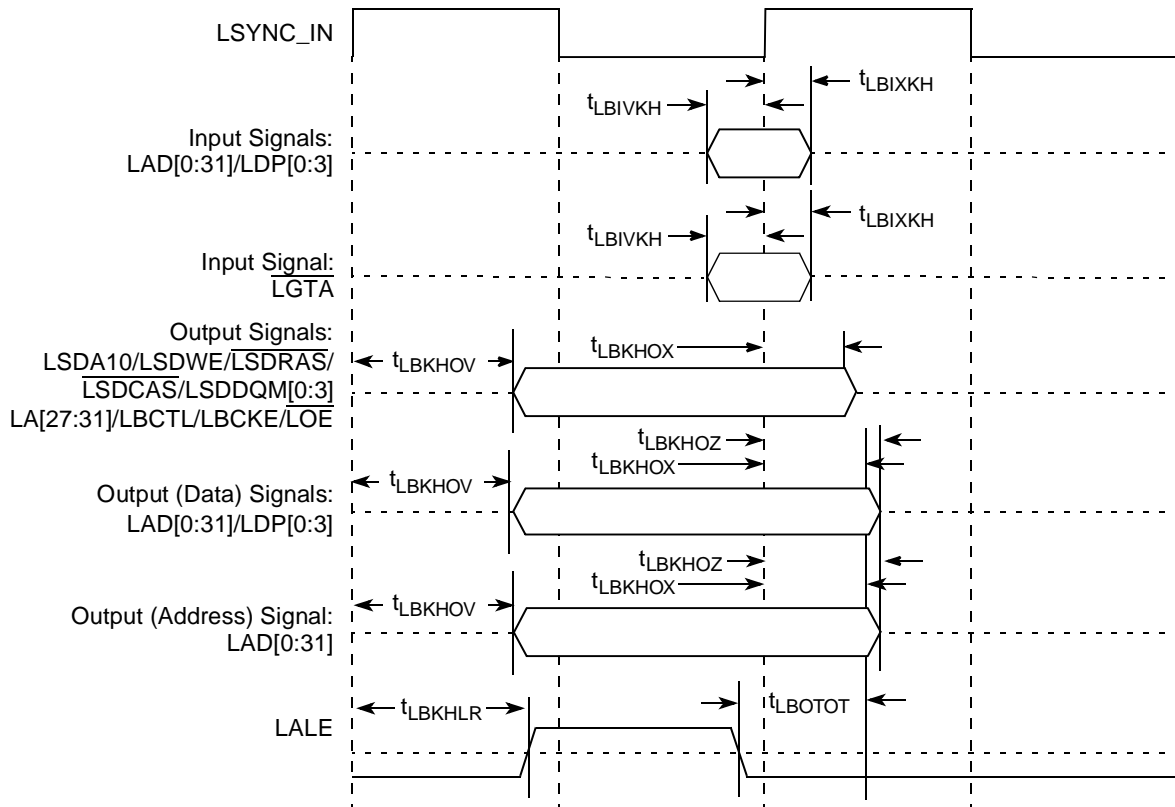 LSYNC_IN
tLBIXKH
tLBIVKH
Input Signals:
LAD[0:31]/LDP[0:3]
tLBIXKH
tLBIVKH
Input Signal:
LGTA
Output Signals:
LSDA10/LSDWE/LSDRAS/
LSDCAS/LSDDQM[0:3]
LA[27:31]/LBCTL/LBCKE/LOE
tLBKHOV
tLBKHOX
tLBKHOZ
tLBKHOX
tLBKHOV
Output (Data) Signals:
LAD[0:31]/LDP[0:3]
tLBKHOZ
tLBKHOX
tLBKHOV
Output (Address) Signal:
LAD[0:31]
tLBKHLR
tLBOTOT
LALE